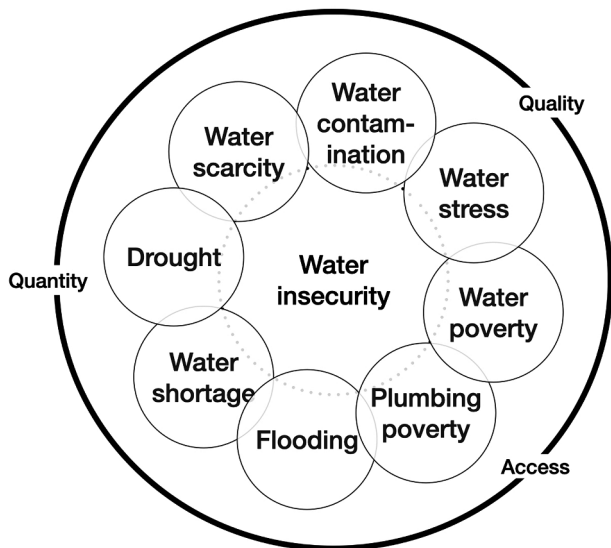 Water
contam-
ination
Quality
Water
scarcity
Water
stress
Drought
Water
insecurity
Quantity
Water
poverty
Water
shortage
Plumbing
poverty
Flooding
Access